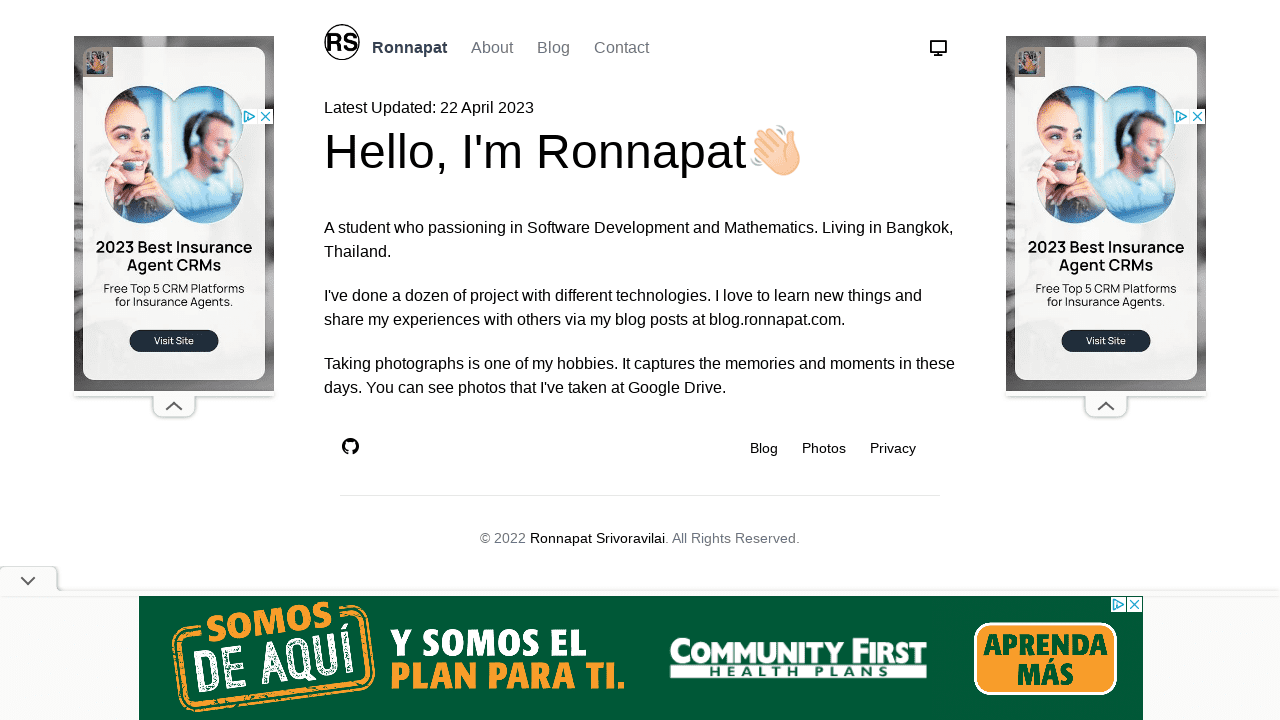 RS
Ronnapat
About
Blog
Contact
Latest Updated: 22 April 2023
Hello, I'm Ronnapat
A student who passioning in Software Development and Mathematics. Living in Bangkok,
Thailand.
I've done a dozen of project with different technologies. I love to learn new things and
share my experiences with others via my blog posts at blog.ronnapat.com.
Taking photographs is one of my hobbies. It captures the memories and moments in these
days. You can see photos that I've taken at Google Drive.
Blog
Photos
Privacy
© 2022 Ronnapat Srivoravilai. All Rights Reserved.
2023 Best Insurance
Agent CRMs
Free Top 5 CRM Platforms
for Insurance Agents.
Visit Site
2023 Best Insurance
Agent CRMs
Free Top 5 CRM Platforms
for Insurance Agents.
Visit Site
SOMOS
DE AQUÍ
Y SOMOS EL
PLAN PARA TI.
COMMUNITY FIRST
HEALTH PLANS
APRENDA
MÁS